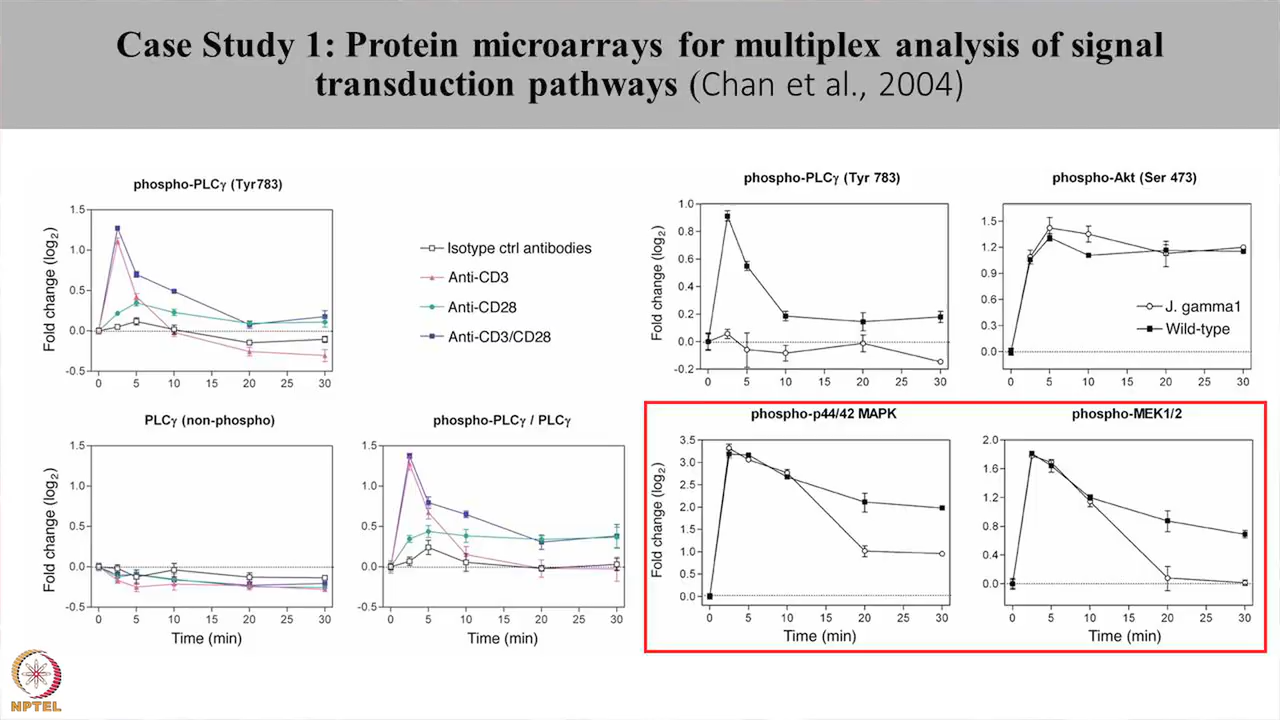 Case Study 1: Protein microarrays for multiplex analysis of signal
transduction pathways (Chan et al., 2004)
phospho-PLCγ (Tyr783)
Fold change (log2)
1.5
1.0
0.5
0.0
-0.5
0 5 10 15 20 25 30
Isotype ctrl antibodies
Anti-CD3
Anti-CD28
Anti-CD3/CD28
PLCγ (non-phospho)
Fold change (log2)
1.5
1.0
0.5
0.0
-0.5
0 5 10 15 20 25 30
Time (min)
phospho-PLCγ / PLCγ
1.5
1.0
0.5
0.0
-0.5
0 5 10 15 20 25 30
Time (min)
phospho-PLCγ (Tyr 783)
Fold change (log2)
1.0
0.8
0.6
0.4
0.2
0.0
-0.2
0 5 10 15 20 25 30
phospho-Akt (Ser 473)
1.5
1.2
0.9
0.6
0.3
0.0
0 5 10 15 20 25 30
J. gamma1
Wild-type
phospho-p44/42 MAPK
Fold change (log2)
3.5
3.0
2.5
2.0
1.5
1.0
0.5
0.0
0 5 10 15 20 25 30
Time (min)
phospho-MEK1/2
2.0
1.6
1.2
0.8
0.4
0.0
0 5 10 15 20 25 30
Time (min)
NPTEL